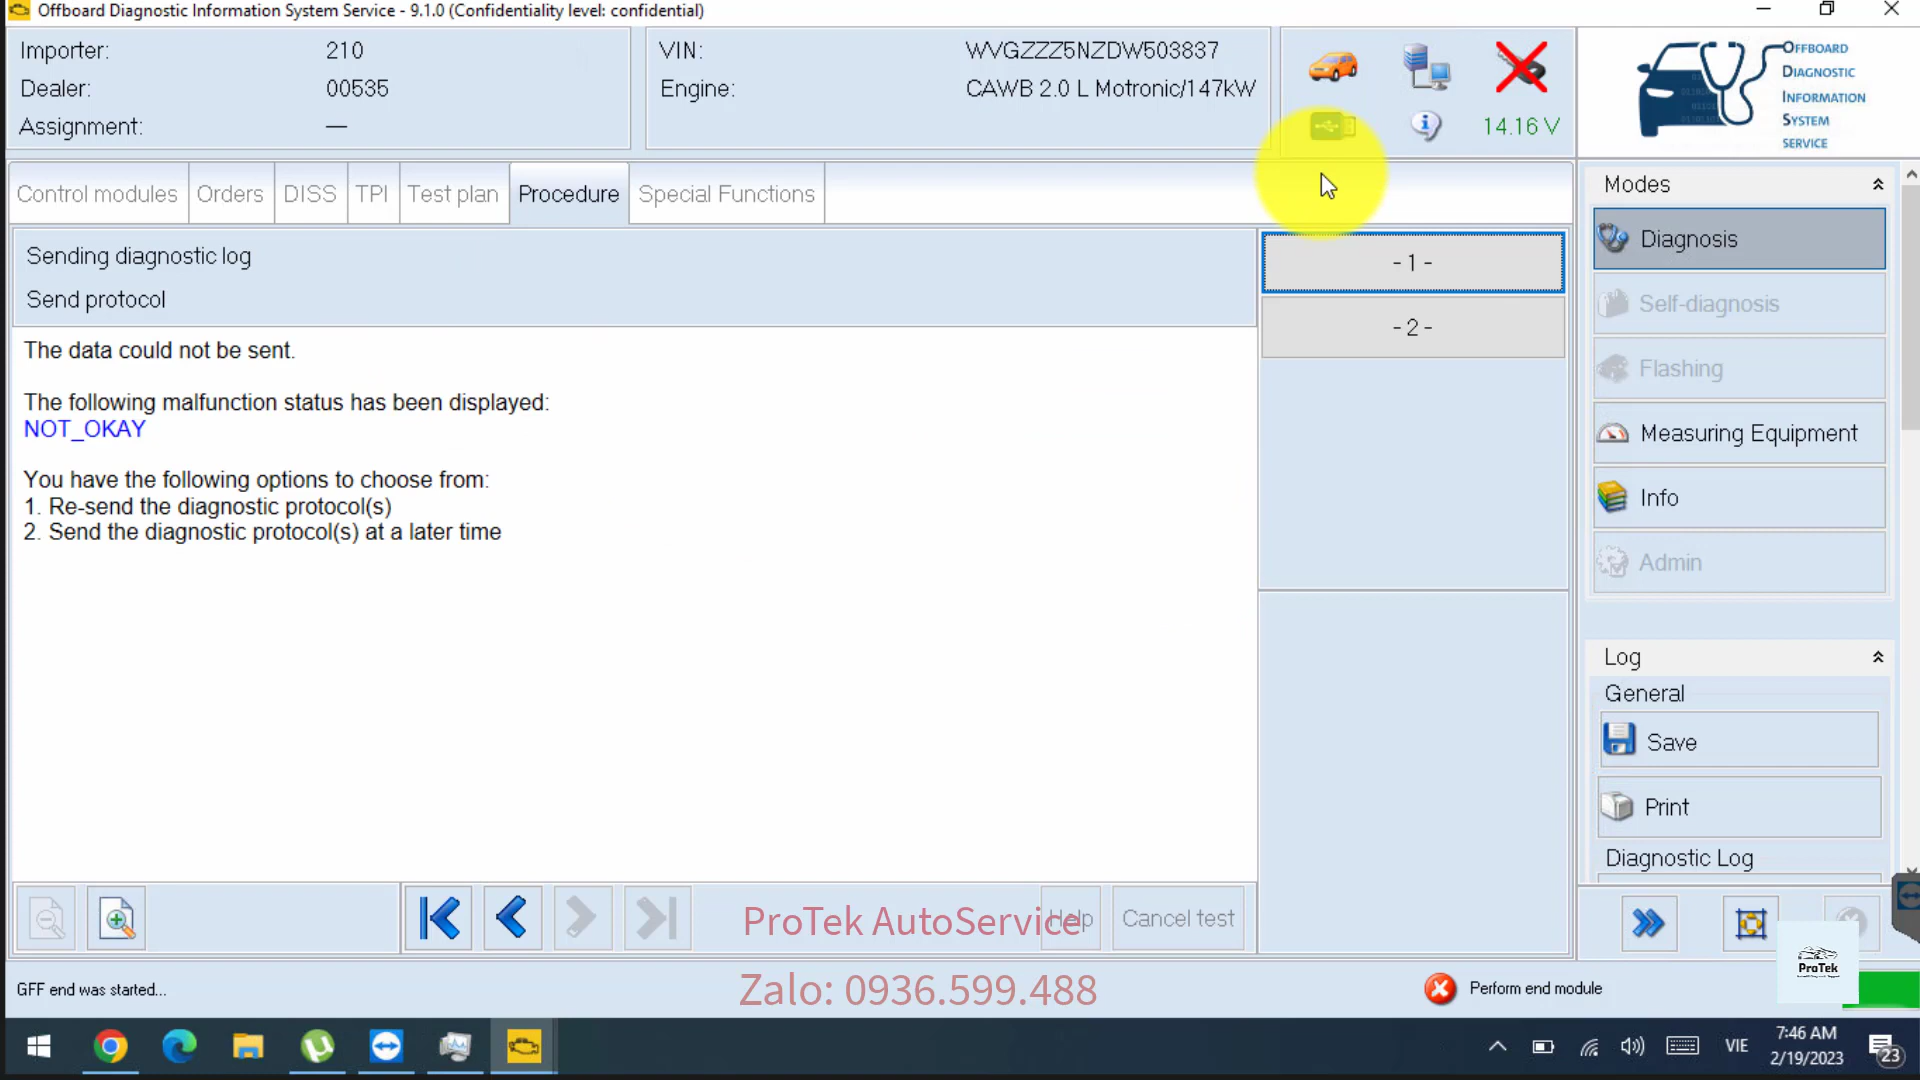 Offboard Diagnostic Information System Service - 9.1.0 (Confidentiality level: confidential)
Importer: 210
Dealer: 00535
Assignment: —
VIN: WVGZZZ5NZDW503837
Engine: CAWB 2.0 L Motronic/147kW
14.16 V
OFFBOARD
DIAGNOSTIC
INFORMATION
SYSTEM
SERVICE
Control modules
Orders
DISS
TPI
Test plan
Procedure
Special Functions
Sending diagnostic log
Send protocol
The data could not be sent.
The following malfunction status has been displayed:
NOT_OKAY
You have the following options to choose from:
1. Re-send the diagnostic protocol(s)
2. Send the diagnostic protocol(s) at a later time
- 1 -
- 2 -
Modes
Diagnosis
Self-diagnosis
Flashing
Measuring Equipment
Info
Admin
Log
General
Save
Print
Diagnostic Log
Help
Cancel test
ProTek AutoService
Zalo: 0936.599.488
GFF end was started...
Perform end module
ProTek
VIE
7:46 AM
2/19/2023
23